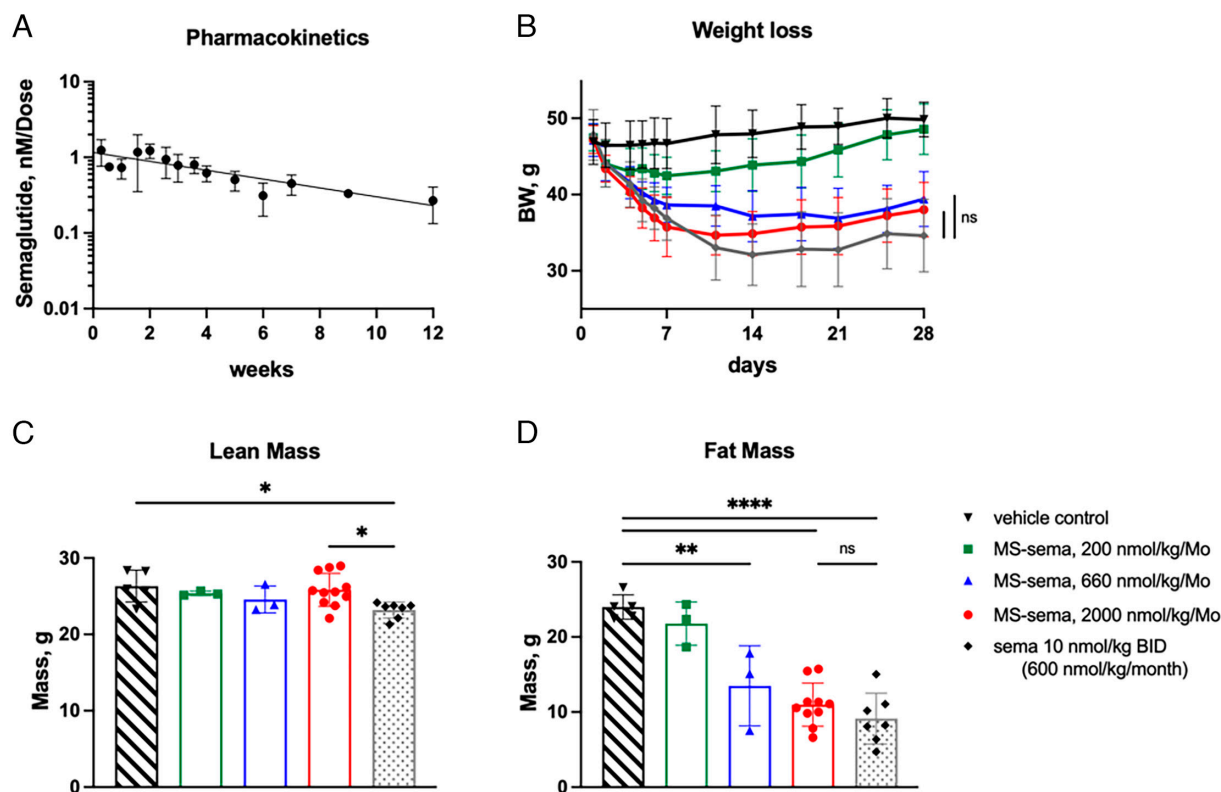 A
Pharmacokinetics
Semaglutide, nM/Dose
10
1
0.1
0.01
0 2 4 6 8 10 12
weeks
B
Weight loss
BW, g
50
40
30
0 7 14 21 28
days
ns
C
Lean Mass
*
*
Mass, g
30
20
10
0
D
Fat Mass
****
**
ns
Mass, g
30
20
10
0
vehicle control
MS-sema, 200 nmol/kg/Mo
MS-sema, 660 nmol/kg/Mo
MS-sema, 2000 nmol/kg/Mo
sema 10 nmol/kg BID
(600 nmol/kg/month)